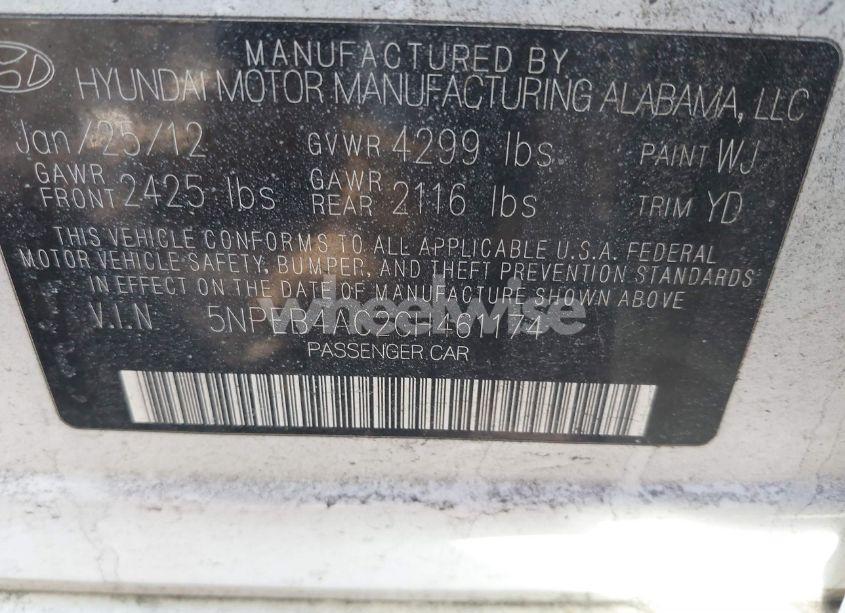 MANUFACTURED BY
HYUNDAI MOTOR MANUFACTURING ALABAMA, LLC
Jan/25/12 GVWR 4299 lbs PAINT WJ
GAWR FRONT 2425 lbs GAWR REAR 2116 lbs TRIM YD
THIS VEHICLE CONFORMS TO ALL APPLICABLE U.S.A. FEDERAL
MOTOR VEHICLE SAFETY, BUMPER, AND THEFT PREVENTION STANDARDS
IN EFFECT ON THE DATE OF MANUFACTURE SHOWN ABOVE
V.I.N
wheelwise
PASSENGER CAR